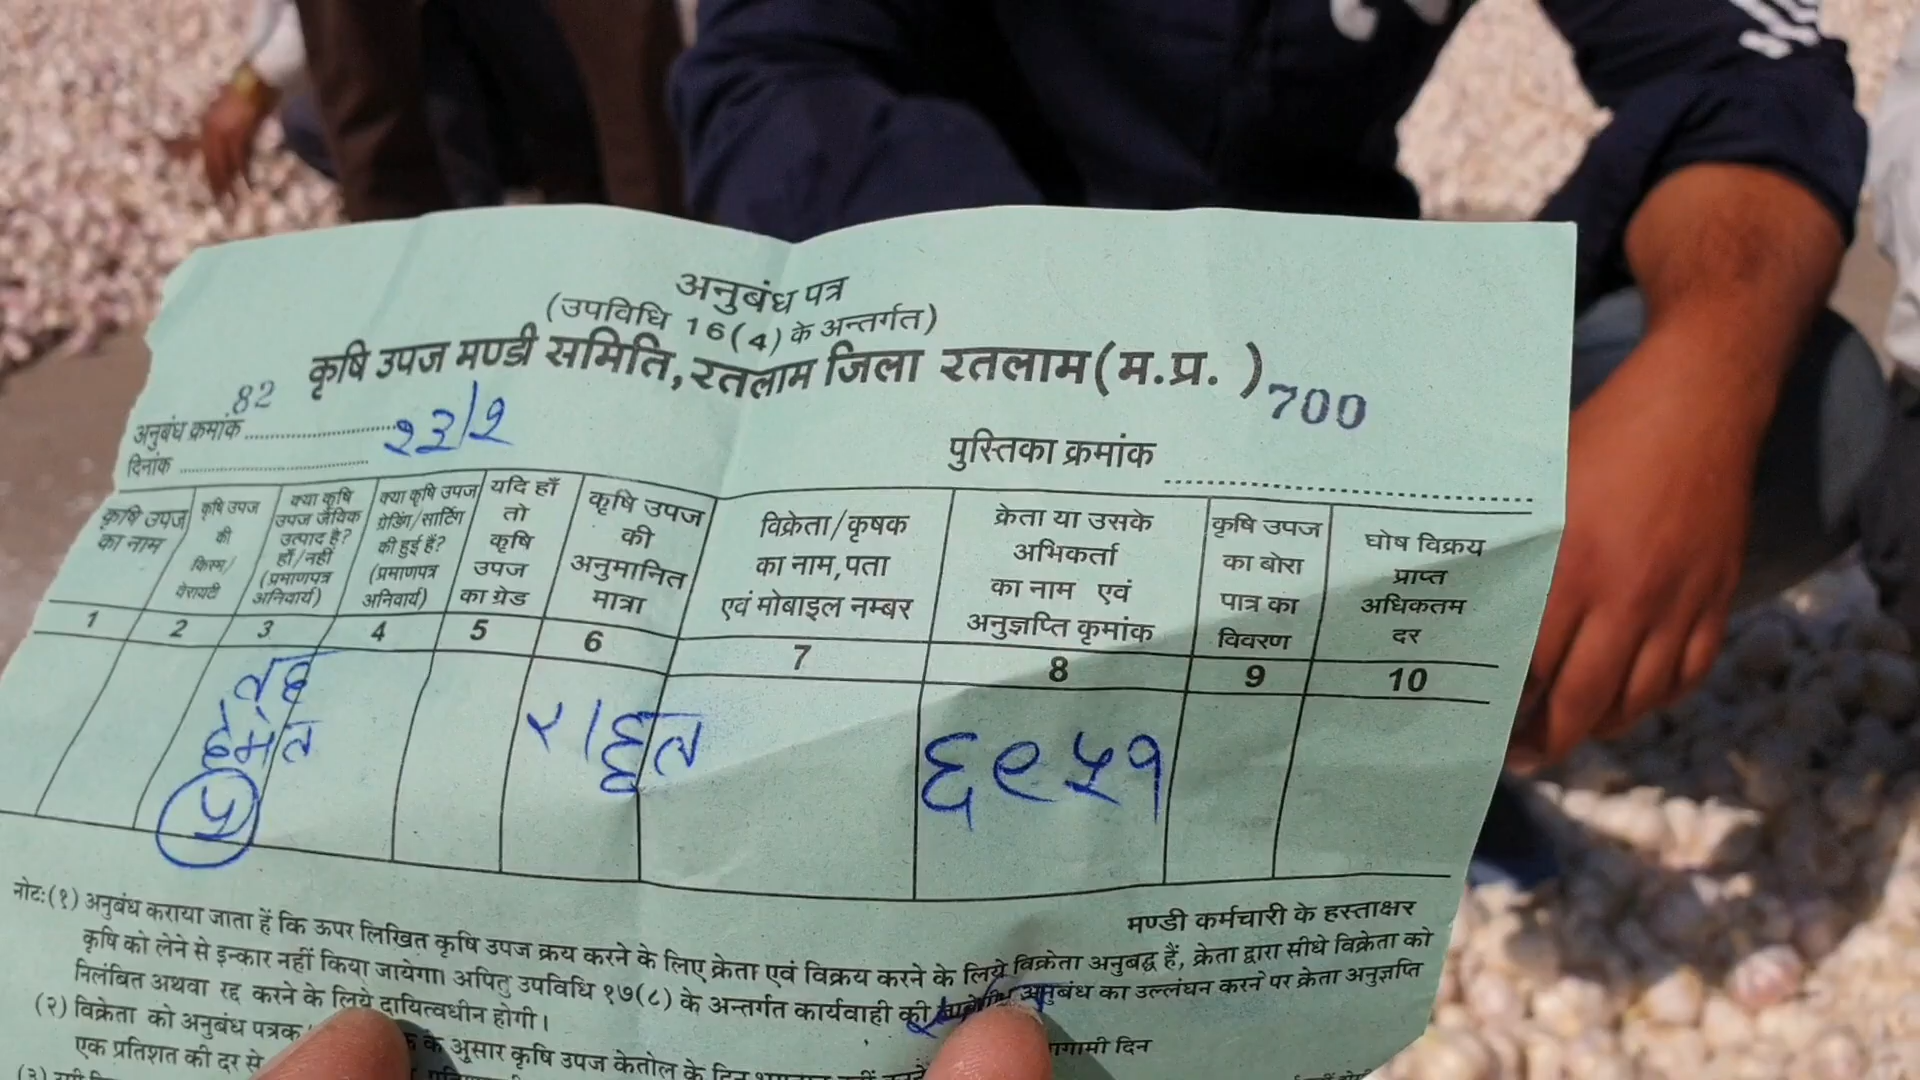 अनुबंध पत्र
(उपविधि 16(4) के अन्तर्गत)
कृषि उपज मण्डी समिति, रतलाम जिला रतलाम (म.प्र. )
82
700
अनुबंध क्रमांक
२३/२
दिनांक
पुस्तिका क्रमांक
कृषि उपज का नाम
कृषि उपज की किस्म/ वेरायटी
क्या कृषि उपज जैविक उत्पाद है? हाँ/नहीं (प्रमाणपत्र अनिवार्य)
क्या कृषि उपज ग्रेडिंग/सार्टिंग की हुई हैं? (प्रमाणपत्र अनिवार्य)
यदि हाँ तो कृषि उपज का ग्रेड
कृषि उपज की अनुमानित मात्रा
विक्रेता/कृषक का नाम, पता एवं मोबाइल नम्बर
क्रेता या उसके अभिकर्ता का नाम एवं अनुज्ञप्ति कृमांक
कृषि उपज का बोरा पात्र का विवरण
घोष विक्रय प्राप्त अधिकतम दर
1 2 3 4 5 6 7 8 9 10
हेमंत
५
राहुल
६९५१
मण्डी कर्मचारी के हस्ताक्षर
नोट:(१) अनुबंध कराया जाता हें कि ऊपर लिखित कृषि उपज क्रय करने के लिए क्रेता एवं विक्रय करने के लिये विक्रेता अनुबद्ध हैं, क्रेता द्वारा सीधे विक्रेता को
कृषि को लेने से इन्कार नहीं किया जायेगा। अपितु उपविधि १७(८) के अन्तर्गत कार्यवाही की अनुबंध का उल्लंघन करने पर क्रेता अनुज्ञप्ति
निलंबित अथवा रद्द करने के लिये दायित्वधीन होगी।
(२) विक्रेता को अनुबंध पत्रक के अुसार कृषि उपज केतोल के दिन
एक प्रतिशत की दर से आगामी दिन
(३)